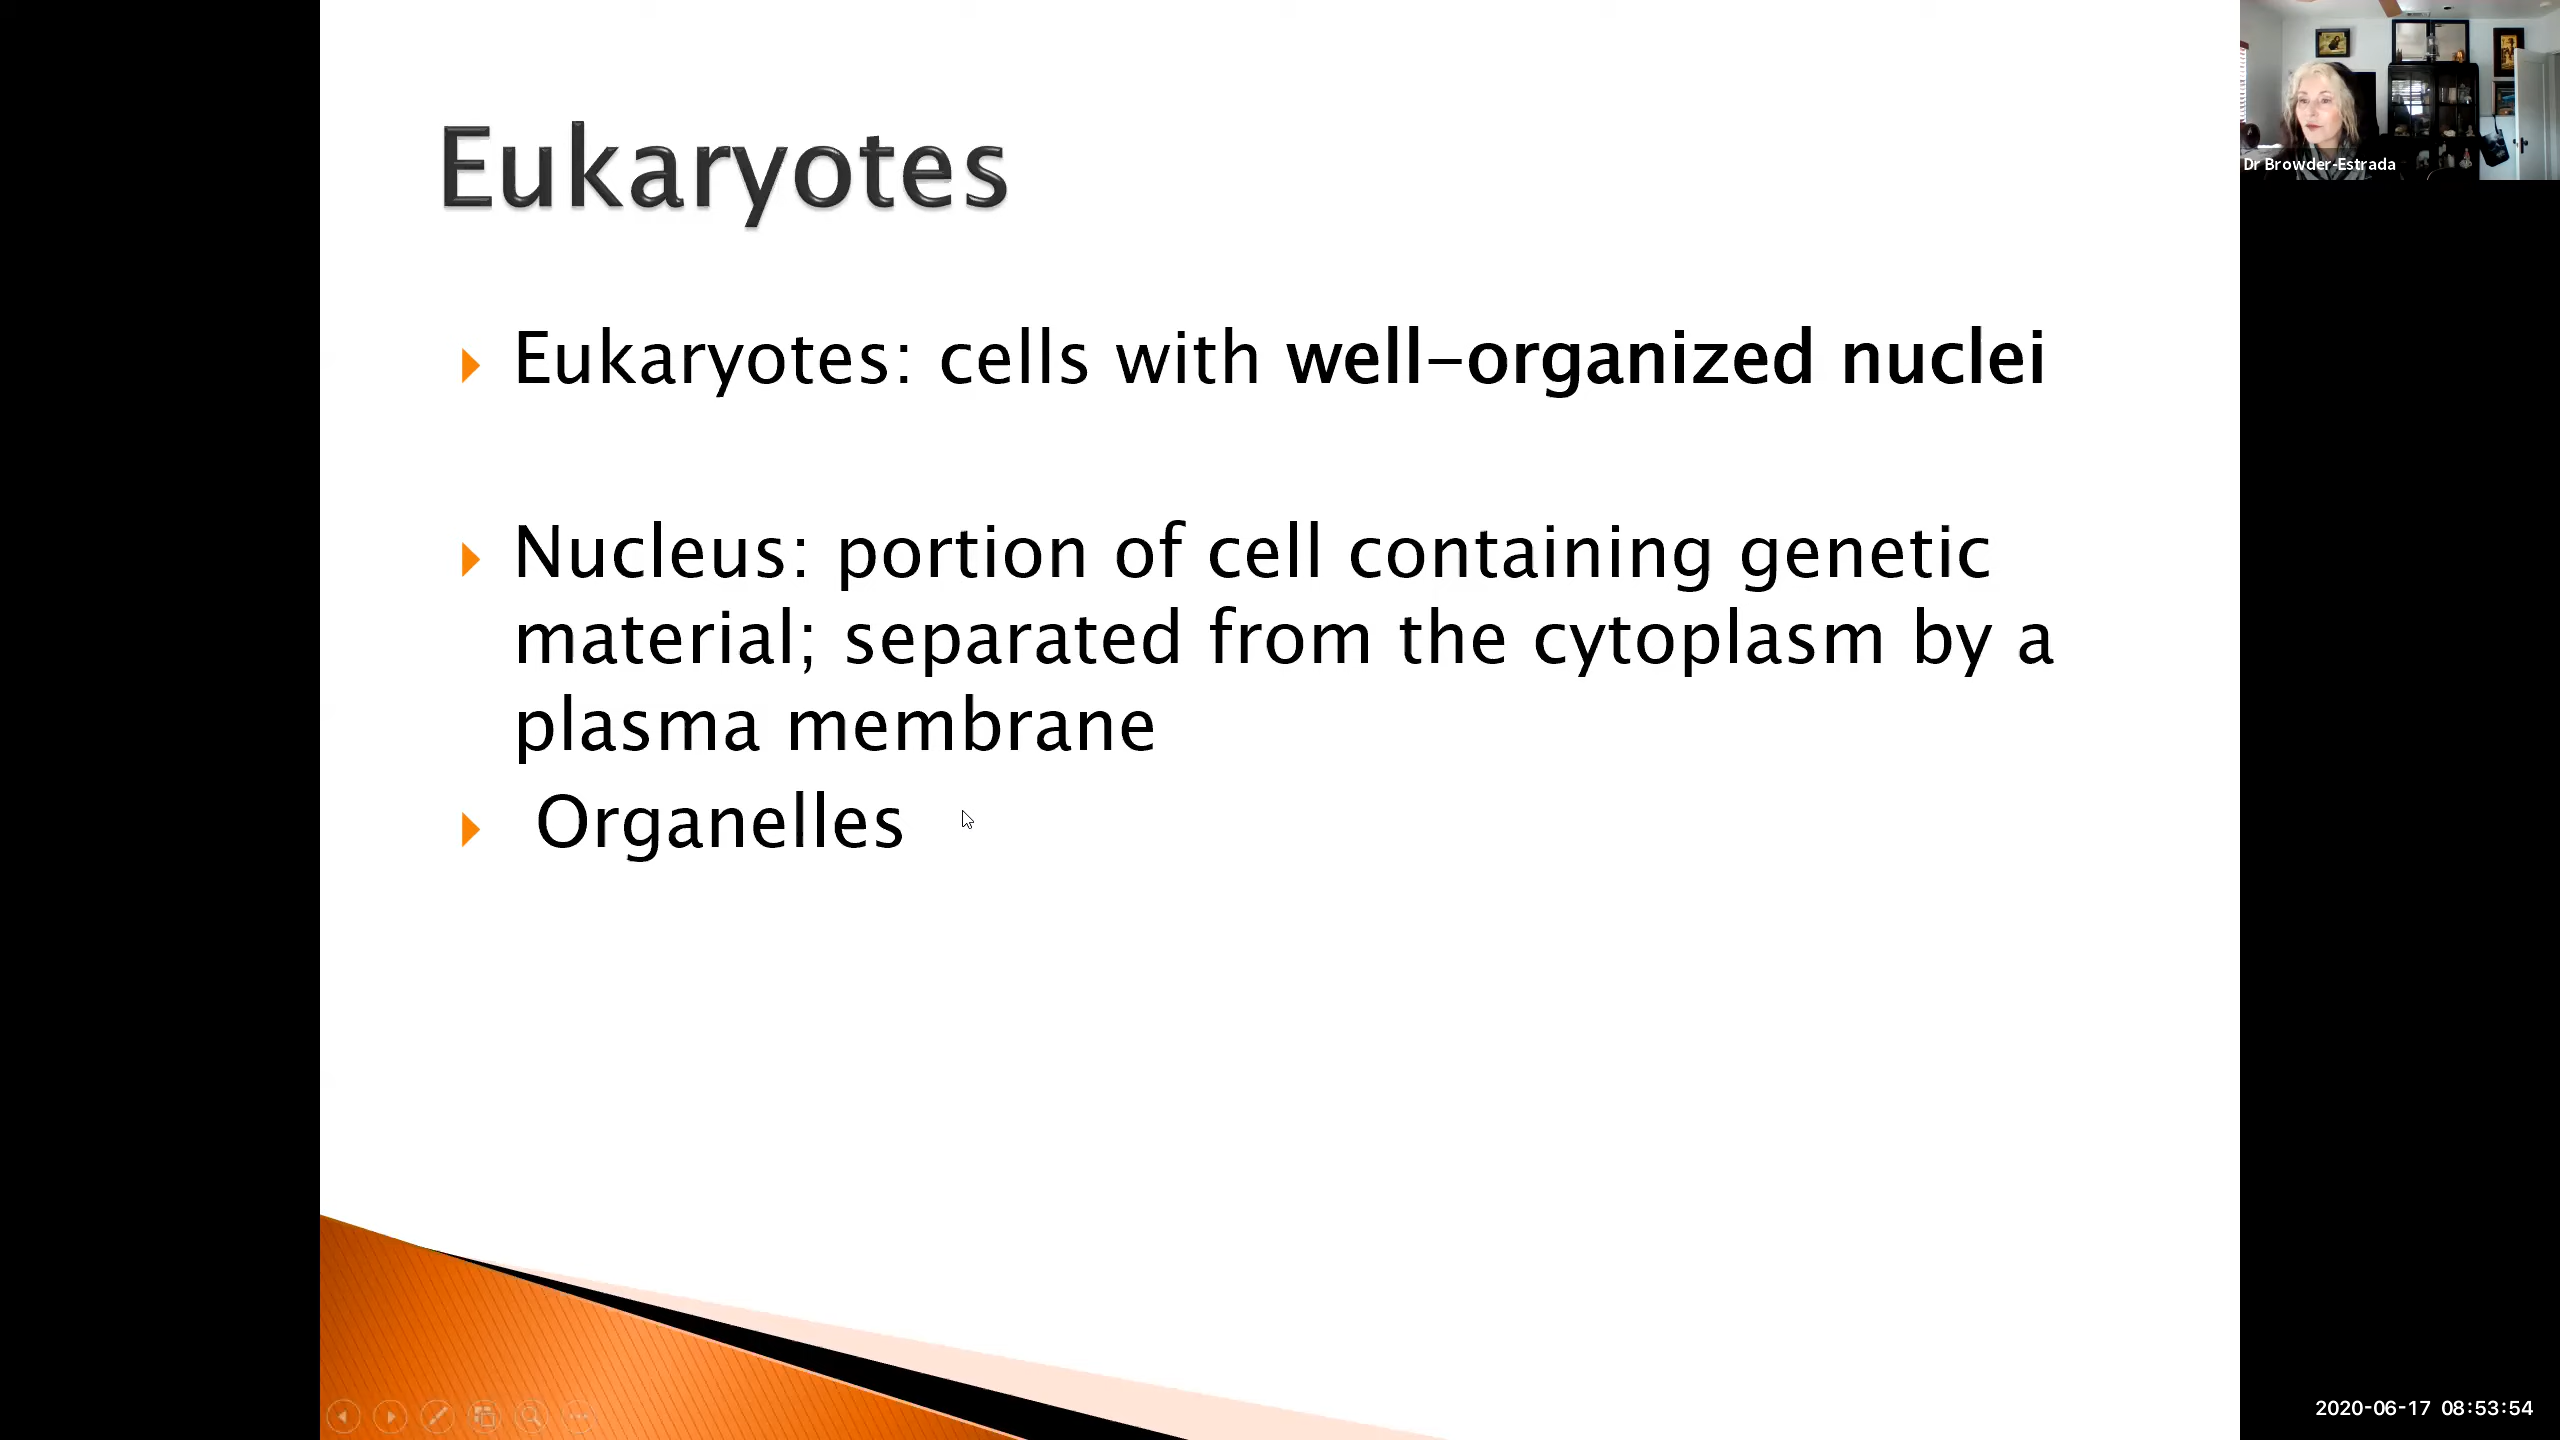 Eukaryotes
Eukaryotes: cells with well-organized nuclei
Nucleus: portion of cell containing genetic
material; separated from the cytoplasm by a
plasma membrane
Organelles
Dr Browder-Estrada
2020-06-17 08:53:54